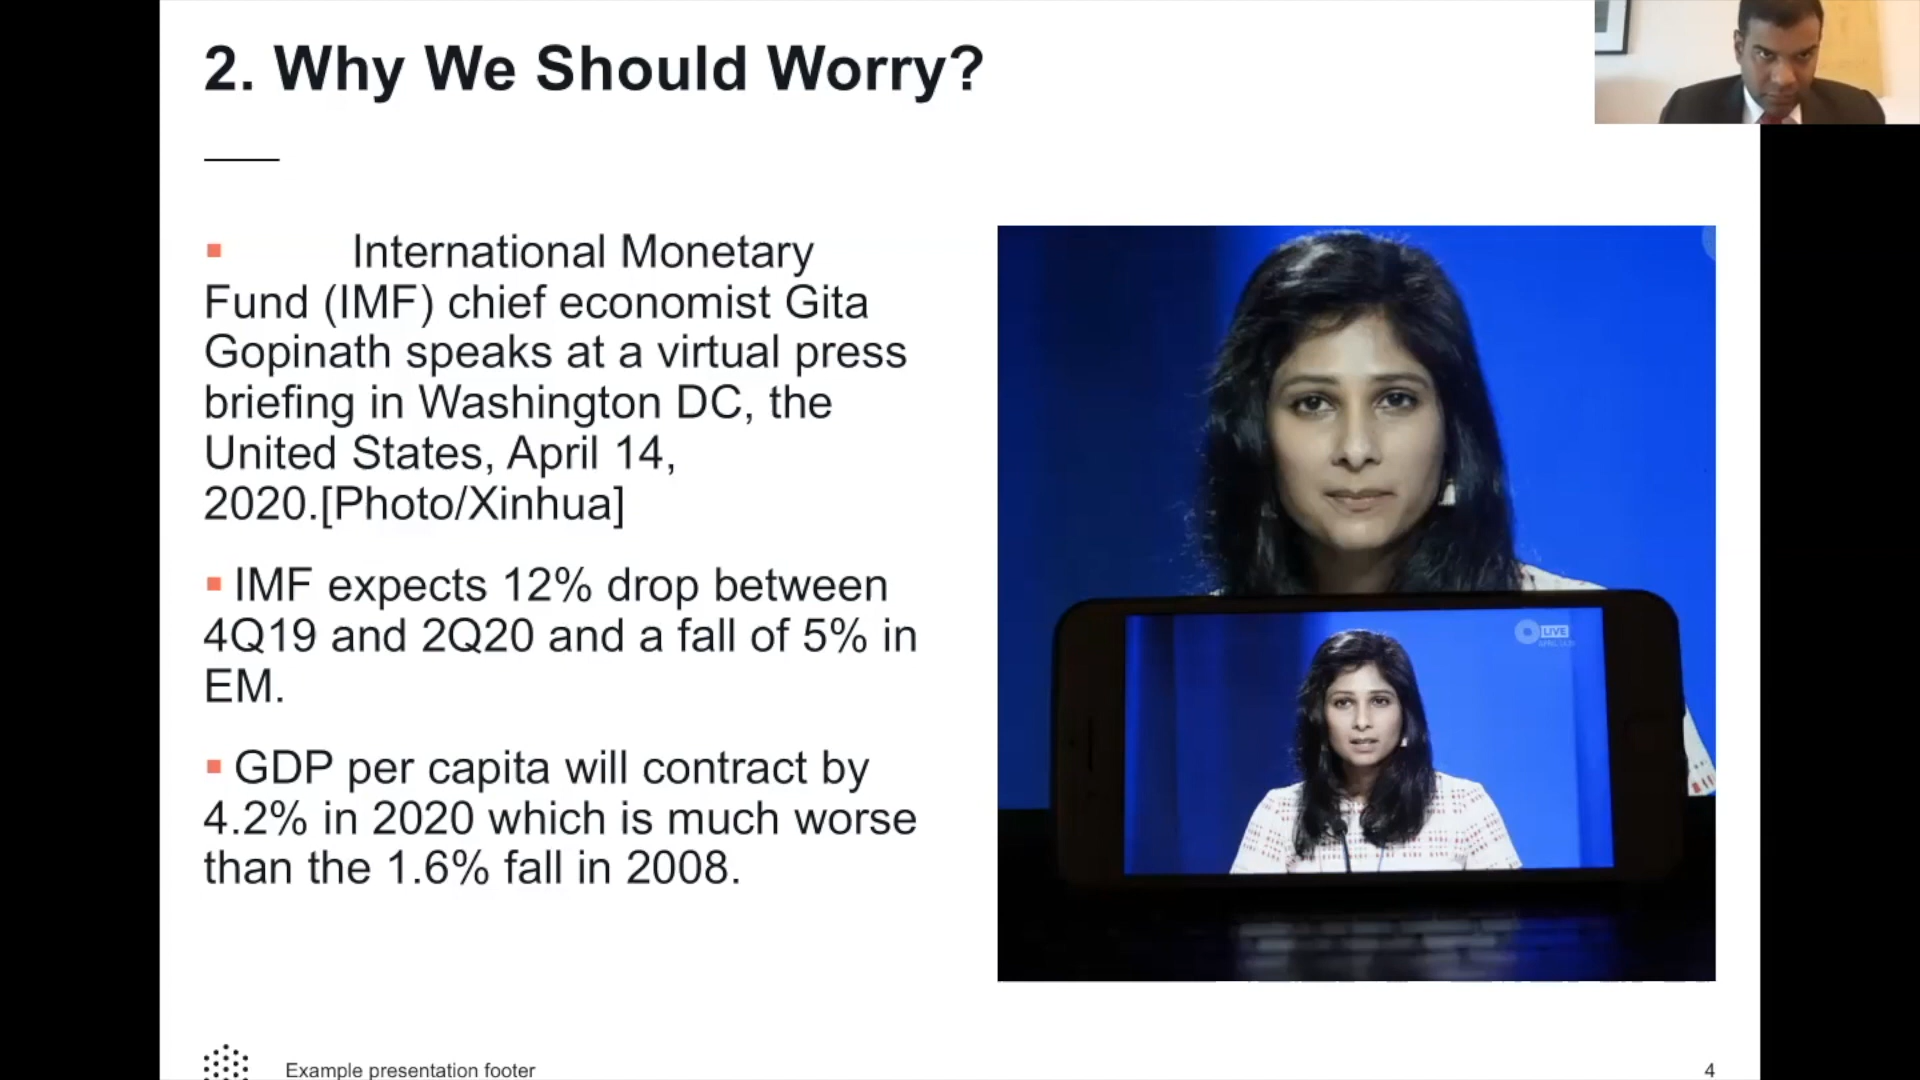 2. Why We Should Worry?
▪ International Monetary
Fund (IMF) chief economist Gita
Gopinath speaks at a virtual press
briefing in Washington DC, the
United States, April 14,
2020.[Photo/Xinhua]
▪ IMF expects 12% drop between
4Q19 and 2Q20 and a fall of 5% in
EM.
▪ GDP per capita will contract by
4.2% in 2020 which is much worse
than the 1.6% fall in 2008.
LIVE
Example presentation footer
4